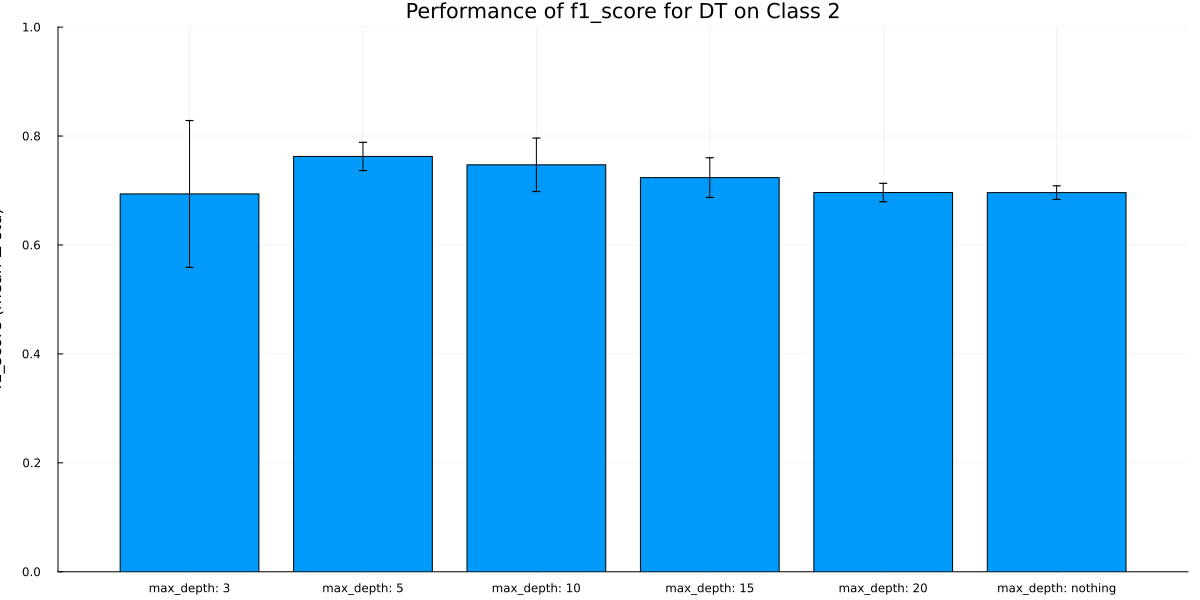 Performance of f1_score for DT on Class 2
1.0
0.8
0.6
0.4
0.2
0.0
max_depth: 3
max_depth: 5
max_depth: 10
max_depth: 15
max_depth: 20
max_depth: nothing